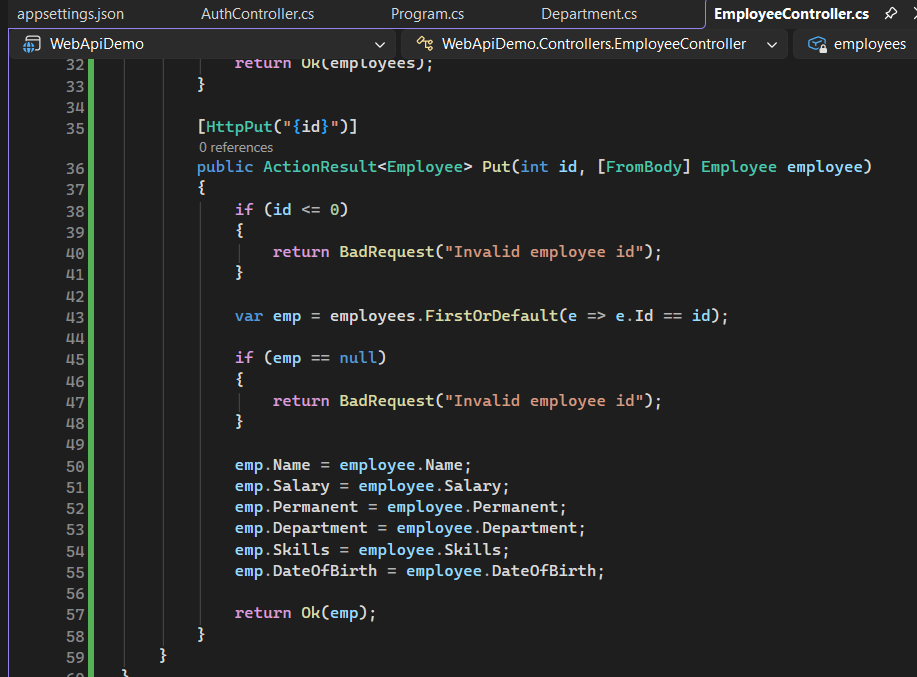 appsettings.json AuthController.cs Program.cs Department.cs EmployeeController.cs
WebApiDemo WebApiDemo.Controllers.EmployeeController employees
32 return Ok(employees);
33 }
34
35 [HttpPut("{id}")]
0 references
36 public ActionResult<Employee> Put(int id, [FromBody] Employee employee)
37 {
38 if (id <= 0)
39 {
40 return BadRequest("Invalid employee id");
41 }
42
43 var emp = employees.FirstOrDefault(e => e.Id == id);
44
45 if (emp == null)
46 {
47 return BadRequest("Invalid employee id");
48 }
49
50 emp.Name = employee.Name;
51 emp.Salary = employee.Salary;
52 emp.Permanent = employee.Permanent;
53 emp.Department = employee.Department;
54 emp.Skills = employee.Skills;
55 emp.DateOfBirth = employee.DateOfBirth;
56
57 return Ok(emp);
58 }
59 }
60 }